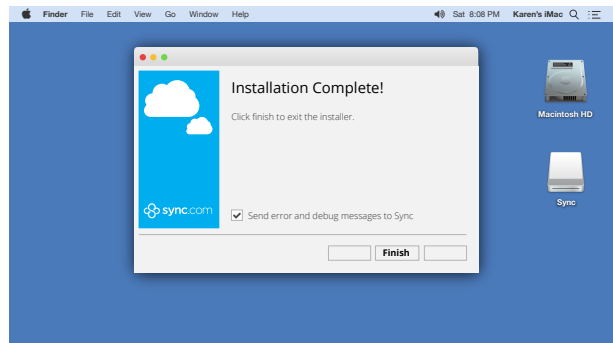 Finder File Edit View Go Window Help Sat 8:08 PM Karen's iMac
Installation Complete!
Click finish to exit the installer.
Macintosh HD
Sync
sync.com
Send error and debug messages to Sync
Finish